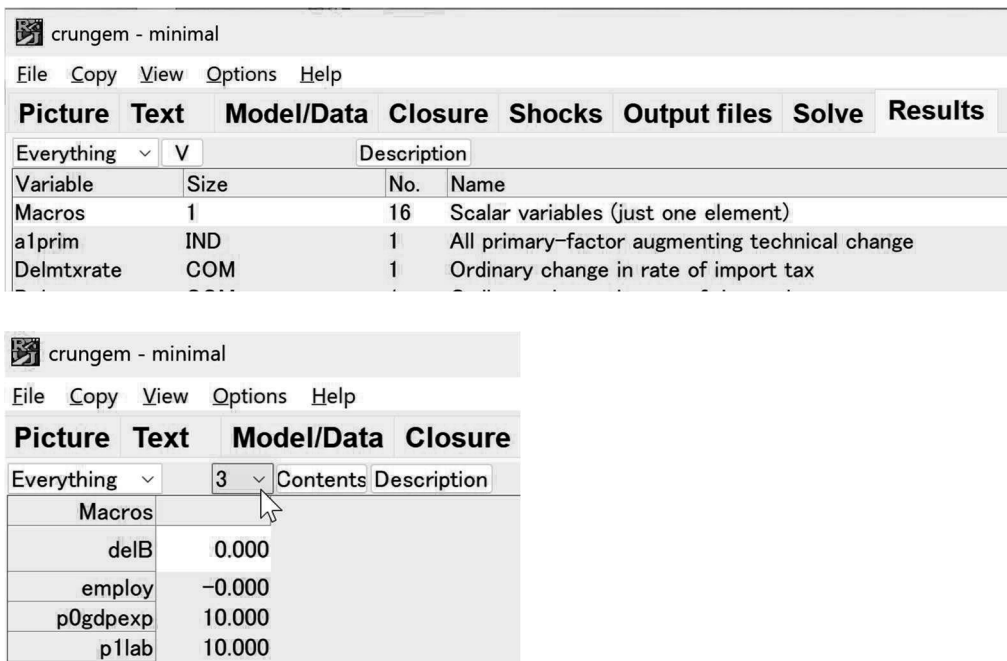 crungem - minimal
File Copy View Options Help
Picture Text Model/Data Closure Shocks Output files Solve Results
Everything V Description
Variable Size No. Name
Macros 1 16 Scalar variables (just one element)
a1prim IND 1 All primary-factor augmenting technical change
Delmtxrate COM 1 Ordinary change in rate of import tax
crungem - minimal
File Copy View Options Help
Picture Text Model/Data Closure
Everything 3 Contents Description
Macros
delB 0.000
employ -0.000
p0gdpexp 10.000
p1lab 10.000